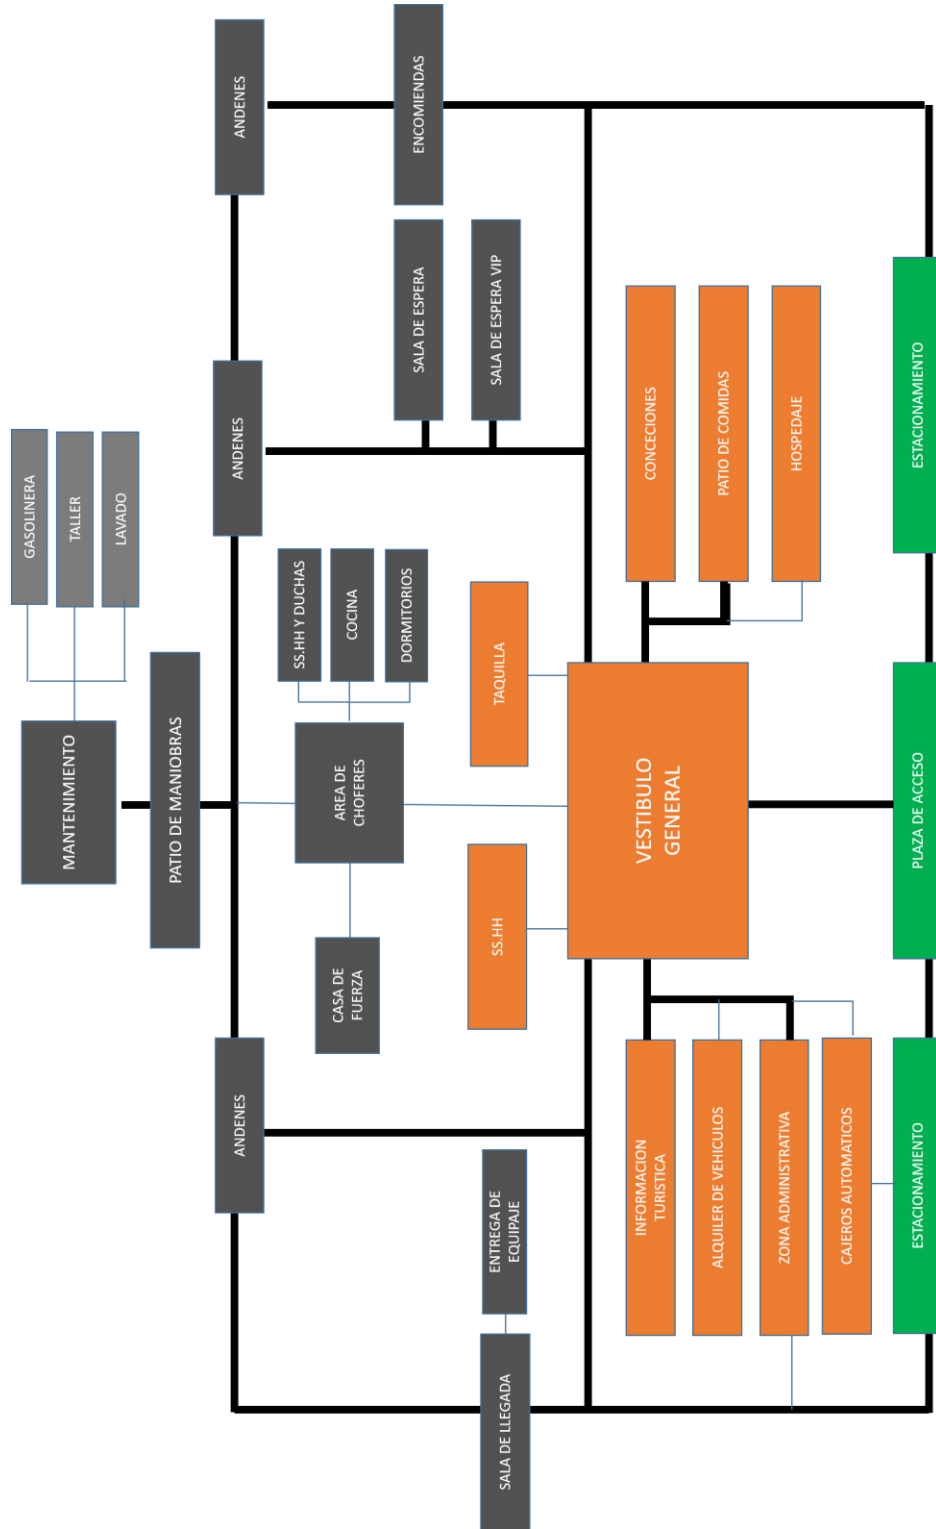 GASOLINERA
MANTENIMIENTO
TALLER
LAVADO
PATIO DE MANIOBRAS
ANDENES
ANDENES
ANDENES
SS.HH Y DUCHAS
CASA DE
FUERZA
AREA DE
CHOFERES
COCINA
DORMITORIOS
SALA DE ESPERA
ENCOMIENDAS
SALA DE LLEGADA
ENTREGA DE
EQUIPAJE
SS.HH
TAQUILLA
SALA DE ESPERA VIP
VESTIBULO
GENERAL
INFORMACION
TURISTICA
CONCECIONES
ALQUILER DE VEHICULOS
PATIO DE COMIDAS
ZONA ADMINISTRATIVA
HOSPEDAJE
CAJEROS AUTOMATICOS
ESTACIONAMIENTO
PLAZA DE ACCESO
ESTACIONAMIENTO